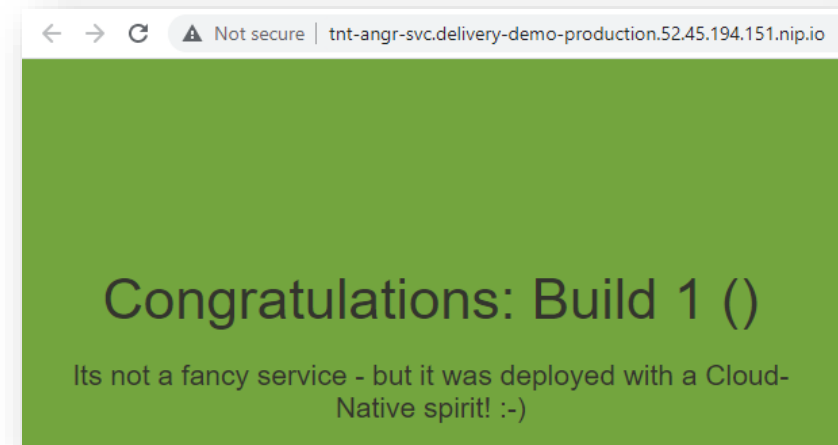 Not secure | tnt-angr-svc.delivery-demo-production.52.45.194.151.nip.io
Congratulations: Build 1 ()
Its not a fancy service - but it was deployed with a Cloud-
Native spirit! :-)